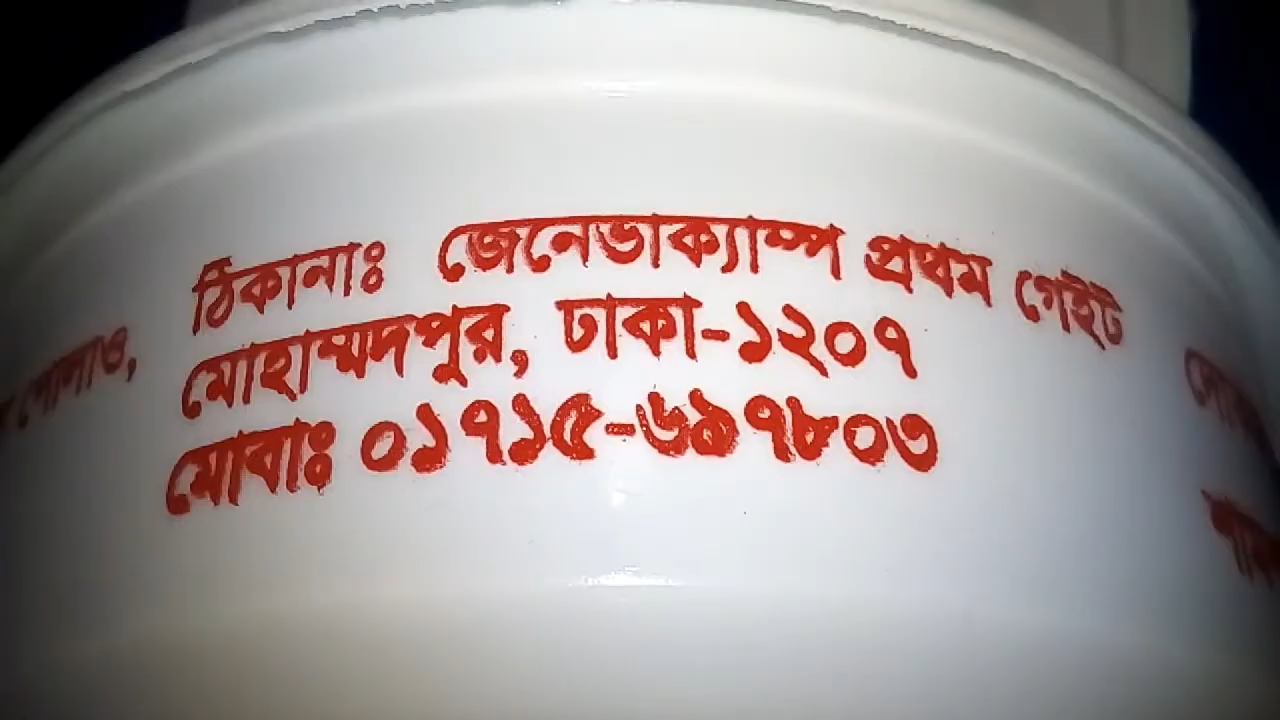 ঠিকানাঃ জেনেভাক্যাম্প প্রথম গেইট
পোলাও, মোহাম্মদপুর, ঢাকা-১২০৭
মোবাঃ ০১৭১৫-৬৯৭৮০৩